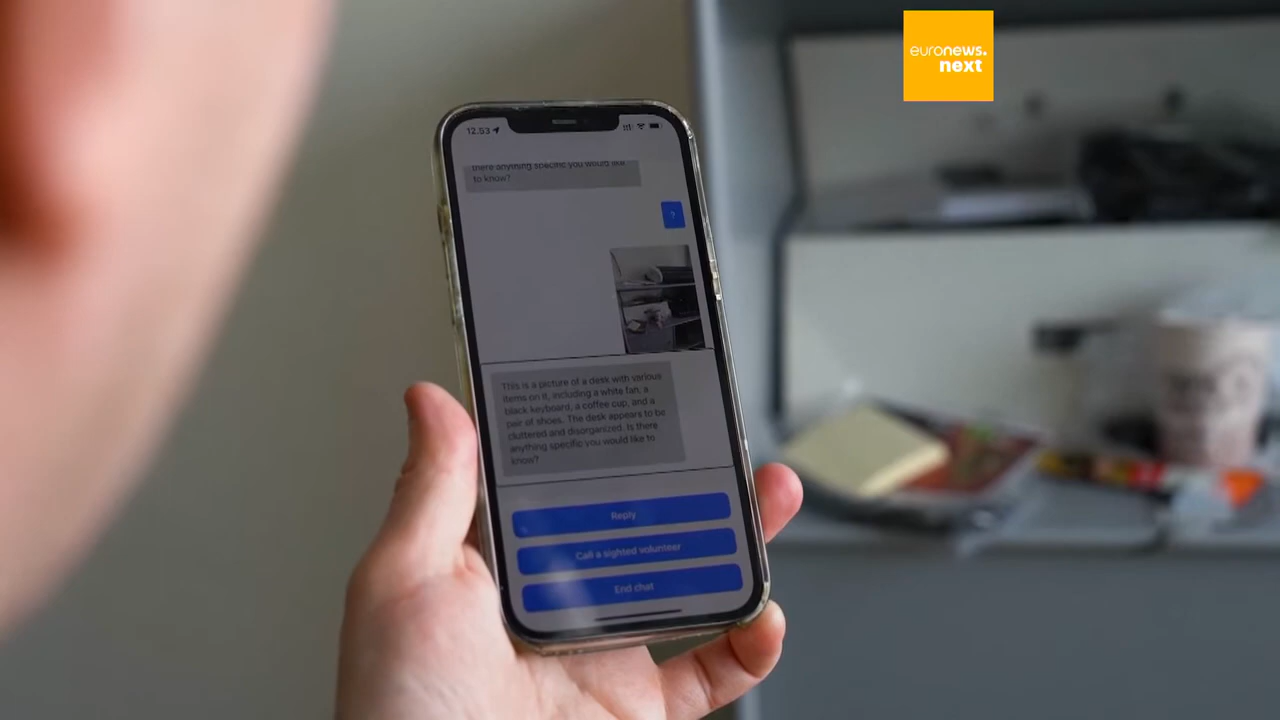 euronews.
next
12.53
there anything specific you would like
to know?
?
This is a picture of a desk with various
items on it, including a white fan, a
black keyboard, a coffee cup, and a
pair of shoes. The desk appears to be
cluttered and disorganized. Is there
anything specific you would like to
know?
Reply
Call a sighted volunteer
End chat